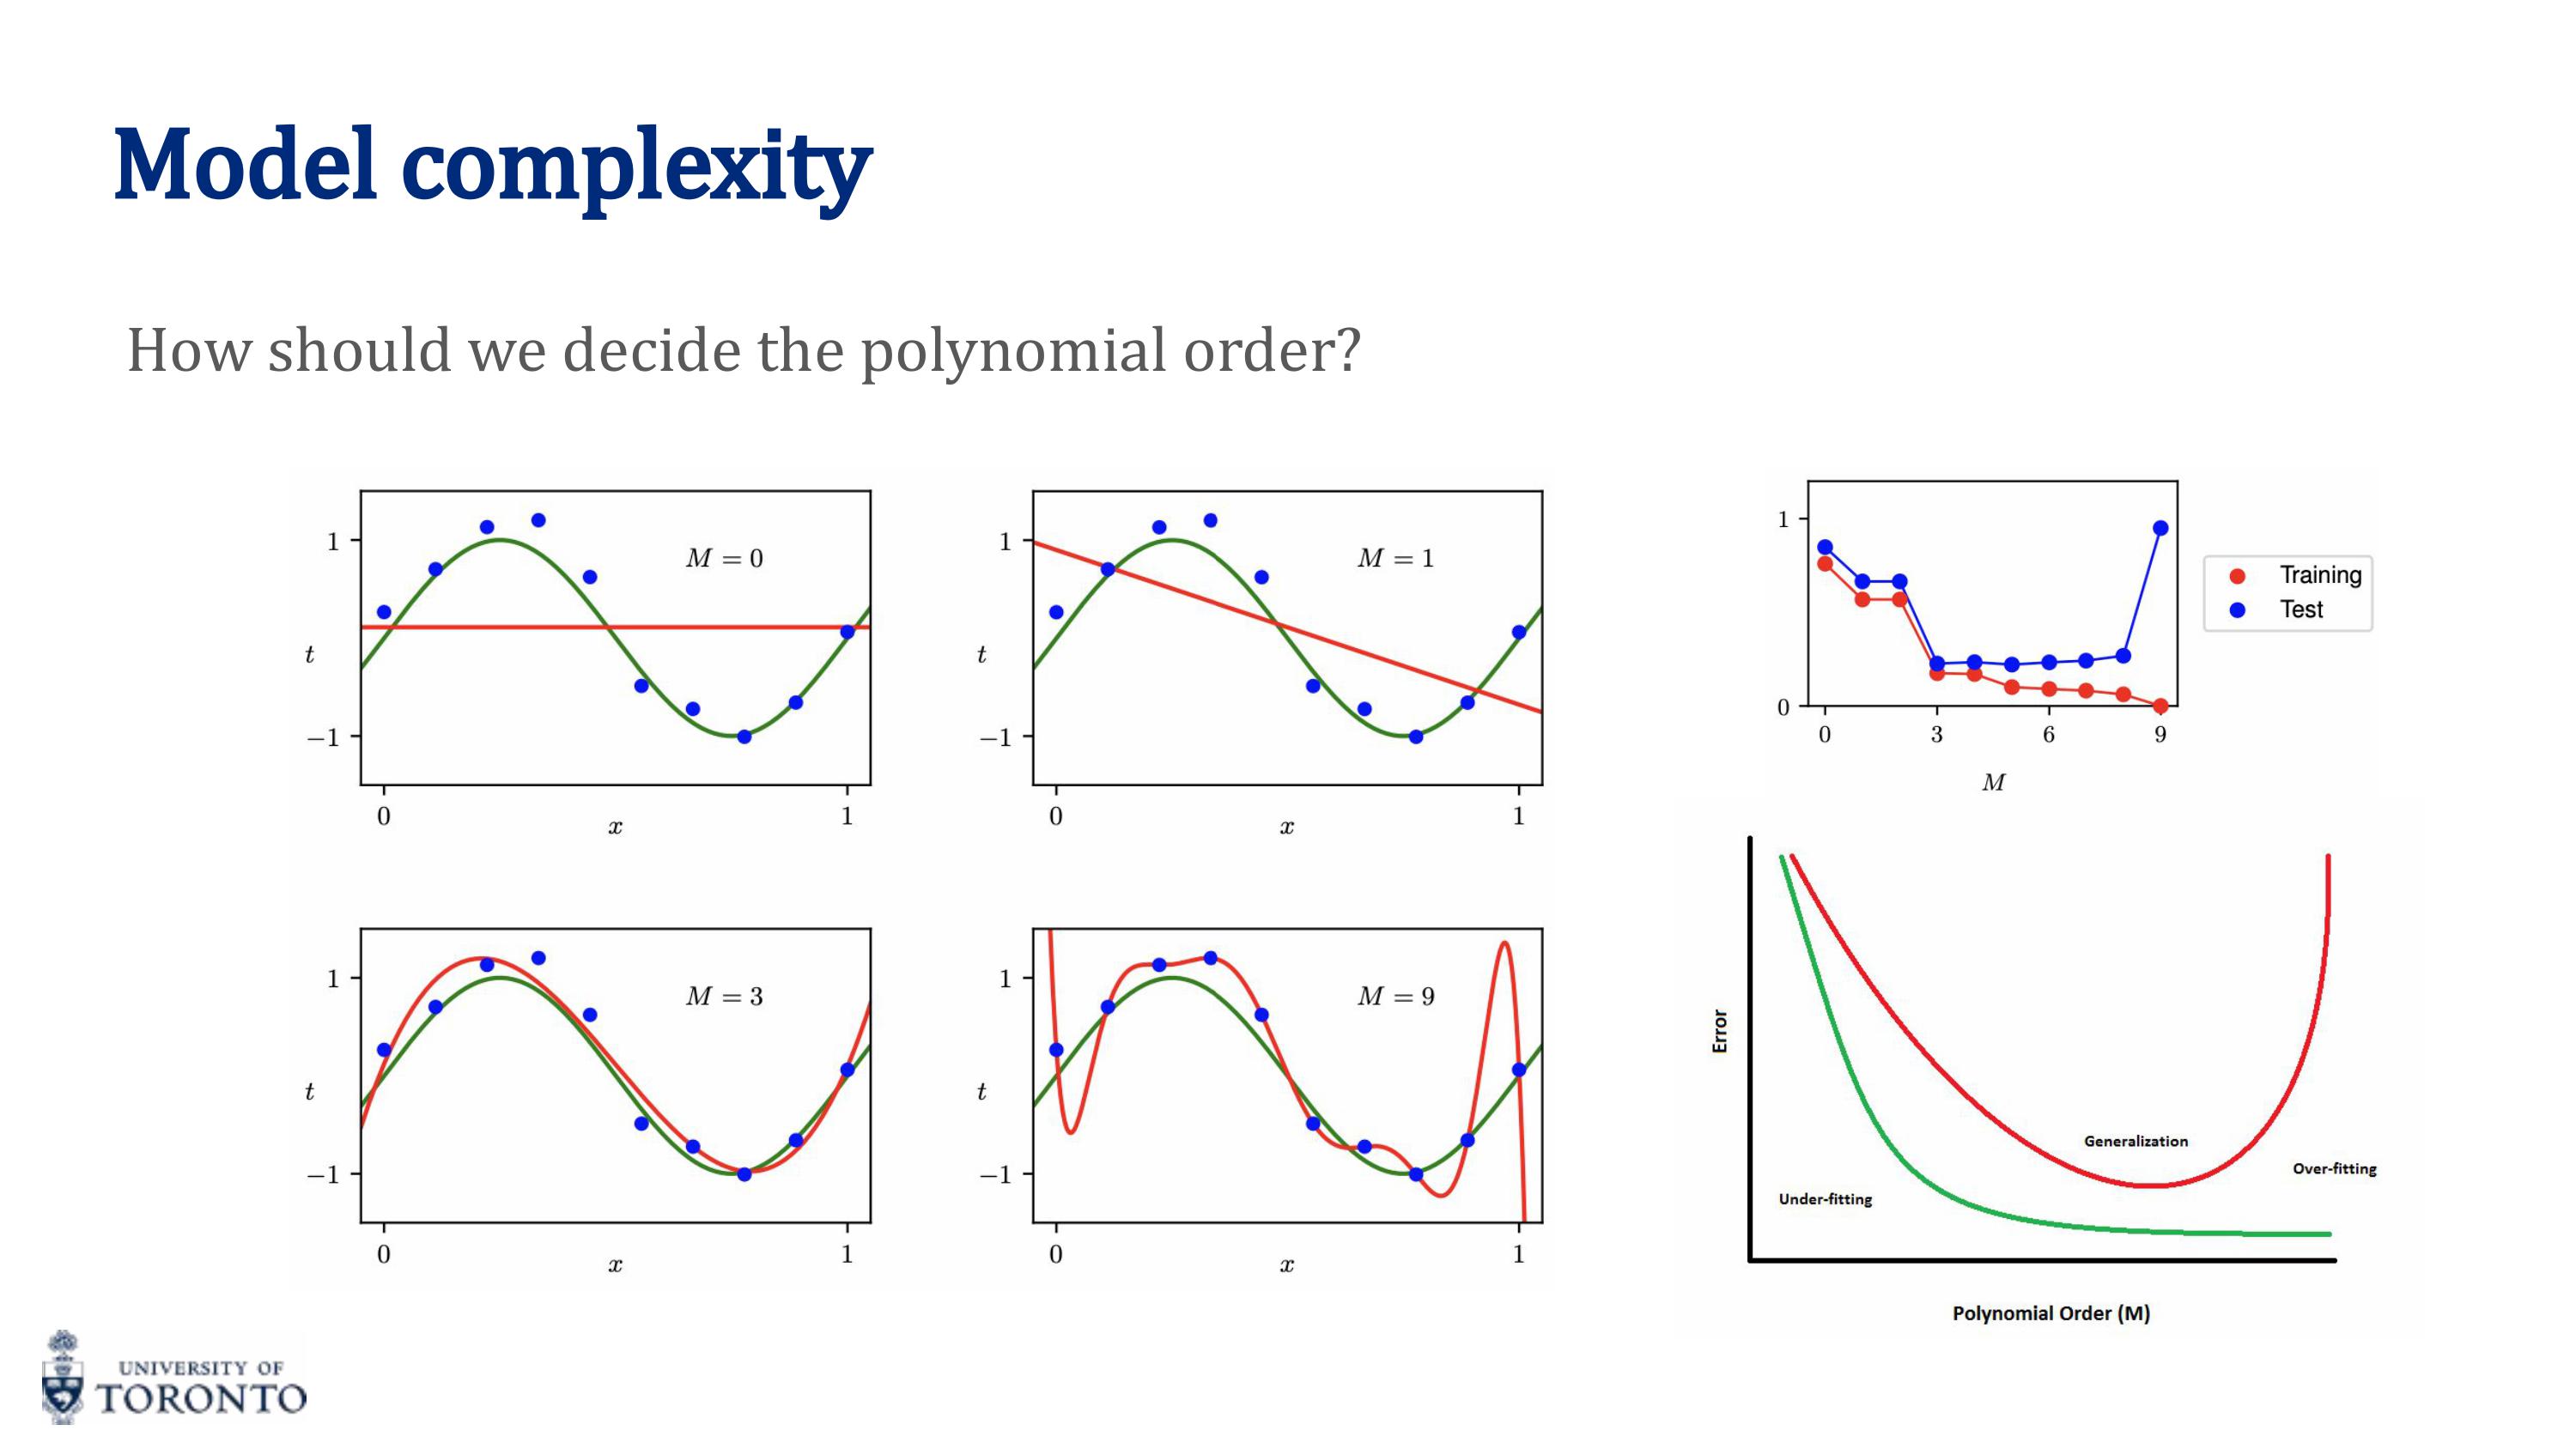 Model complexity
How should we decide the polynomial order?
1
M = 0
t
−1
0
1
x
1
M = 1
t
−1
0
1
x
1
M = 3
t
−1
0
1
x
1
M = 9
t
−1
0
1
x
1
0
0
3
6
9
M
Training
Test
Error
Generalization
Over-fitting
Under-fitting
Polynomial Order (M)
UNIVERSITY OF
TORONTO